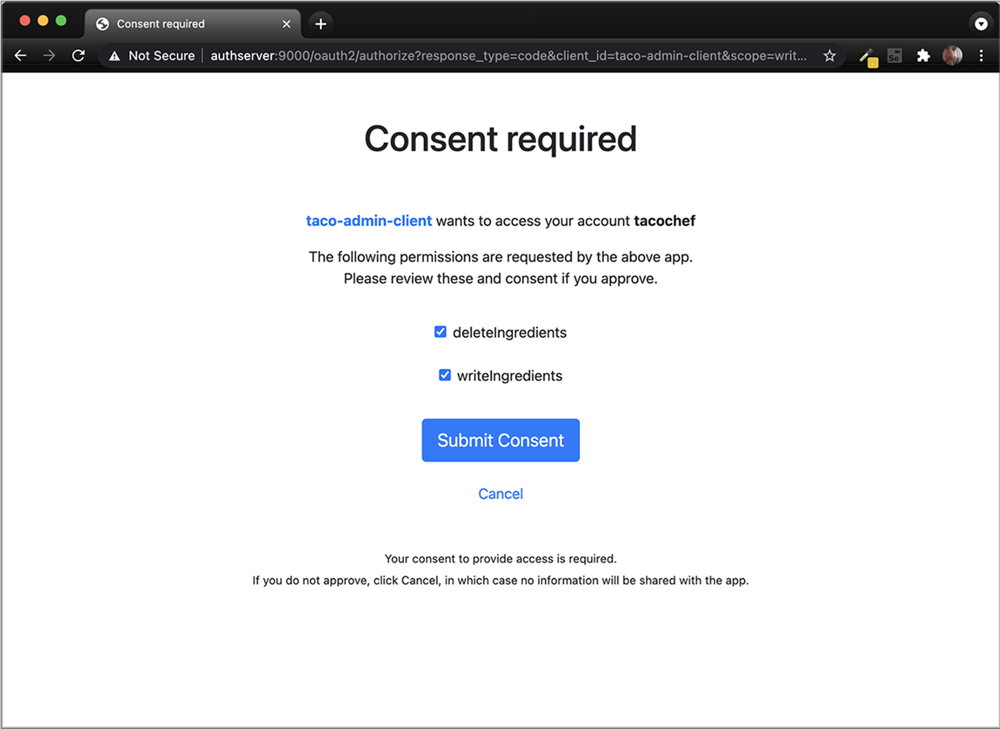 Consent required
Not Secure | authserver:9000/oauth2/authorize?response_type=code&client_id=taco-admin-client&scope=writ...
Se
Consent required
taco-admin-client wants to access your account tacochef
The following permissions are requested by the above app.
Please review these and consent if you approve.
deleteIngredients
writeIngredients
Submit Consent
Cancel
Your consent to provide access is required.
If you do not approve, click Cancel, in which case no information will be shared with the app.